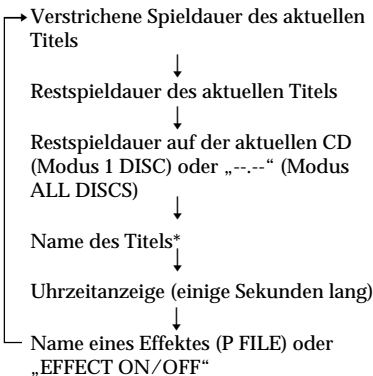 Verstrichene Spieldauer des aktuellen
Titels
Restspieldauer des aktuellen Titels
Restspieldauer auf der aktuellen CD
(Modus 1 DISC) oder „--.--“ (Modus
ALL DISCS)
Name des Titels*
Uhrzeitanzeige (einige Sekunden lang)
Name eines Effektes (P FILE) oder
„EFFECT ON/OFF“